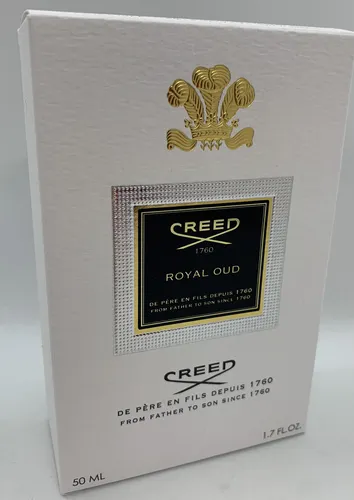 CREED
1760
ROYAL OUD
DE PÈRE EN FILS DEPUIS 1760
FROM FATHER TO SON SINCE 1760
CREED
DE PÈRE EN FILS DEPUIS 1760
FROM FATHER TO SON SINCE 1760
50 ML 1.7 FL.OZ.